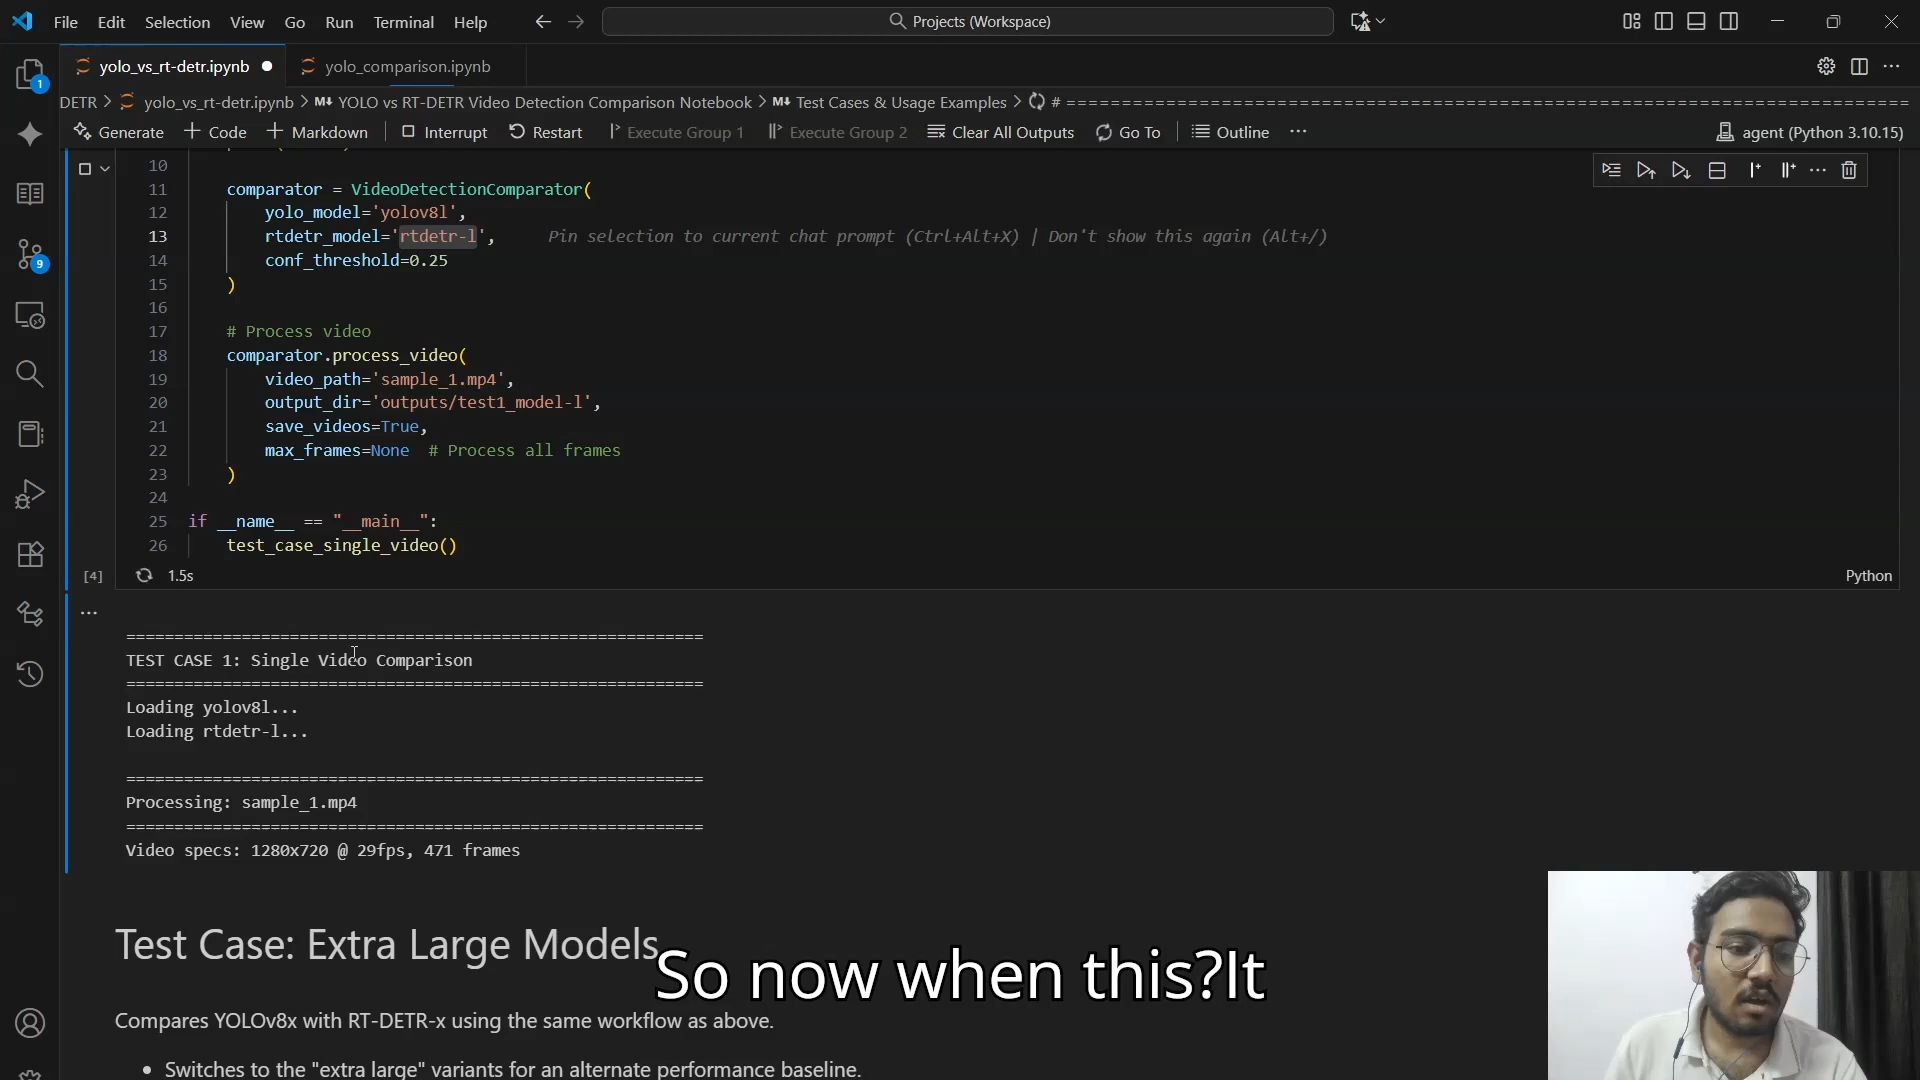 File Edit Selection View Go Run Terminal Help Projects (Workspace)
yolo_vs_rt-detr.ipynb yolo_comparison.ipynb
1
DETR > yolo_vs_rt-detr.ipynb > M↓ YOLO vs RT-DETR Video Detection Comparison Notebook > M↓ Test Cases & Usage Examples > # ========================================================================================
Generate + Code + Markdown Interrupt Restart Execute Group 1 Execute Group 2 Clear All Outputs Go To Outline ... agent (Python 3.10.15)
10
11 comparator = VideoDetectionComparator(
12 yolo_model='yolov8l',
13 rtdetr_model='rtdetr-l', Pin selection to current chat prompt (Ctrl+Alt+X) | Don't show this again (Alt+/)
14 conf_threshold=0.25
15 )
9
16
17 # Process video
18 comparator.process_video(
19 video_path='sample_1.mp4',
20 output_dir='outputs/test1_model-l',
21 save_videos=True,
22 max_frames=None # Process all frames
23 )
24
25 if __name__ == "__main__":
26 test_case_single_video()
[4] 1.5s Python
...
============================================================
TEST CASE 1: Single Video Comparison
============================================================
Loading yolov8l...
Loading rtdetr-l...
============================================================
Processing: sample_1.mp4
============================================================
Video specs: 1280x720 @ 29fps, 471 frames
Test Case: Extra Large Models
So now when this?It
Compares YOLOv8x with RT-DETR-x using the same workflow as above.
• Switches to the "extra large" variants for an alternate performance baseline.